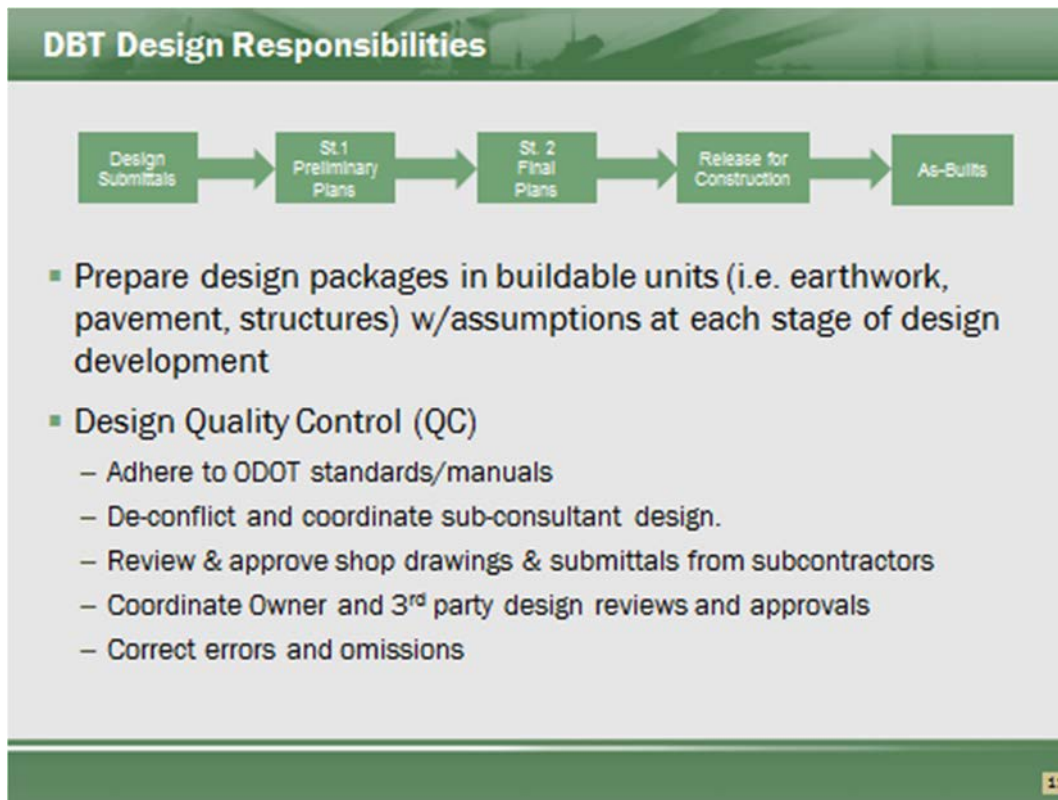 DBT Design Responsibilities
Design
Submittals
St.1
Preliminary
Plans
St. 2
Final
Plans
Release for
Construction
As-Builts
Prepare design packages in buildable units (i.e. earthwork,
pavement, structures) w/assumptions at each stage of design
development
Design Quality Control (QC)
– Adhere to ODOT standards/manuals
– De-conflict and coordinate sub-consultant design.
– Review & approve shop drawings & submittals from subcontractors
– Coordinate Owner and 3rd party design reviews and approvals
– Correct errors and omissions